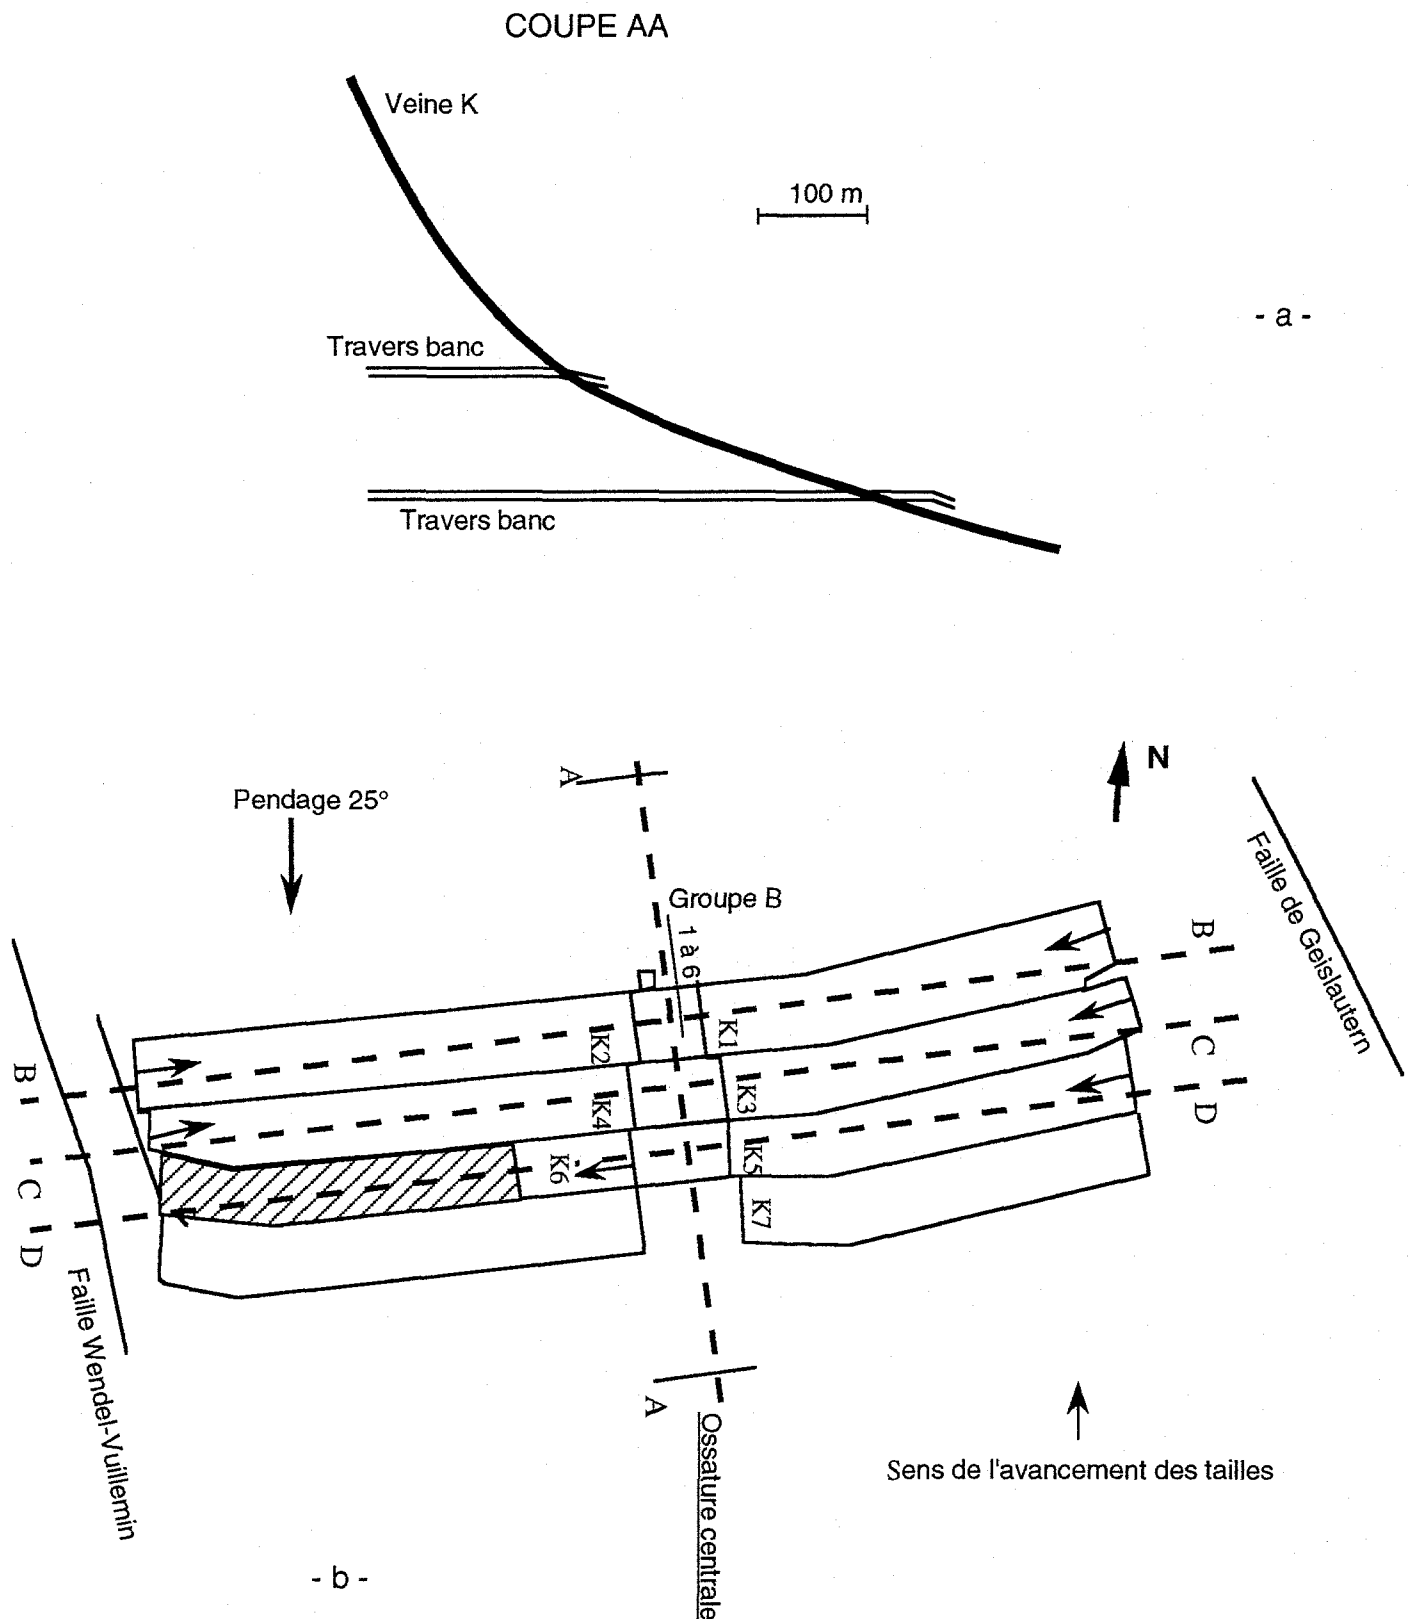 COUPE AA
Veine K
100 m
- a -
Travers banc
Travers banc
N
A
Pendage 25°
Faille de Geislautern
Groupe B
1 à 6
B
K1
K2
C
B
K3
K4
D
K5
K6
C
K7
D
Faille Wendel-Vuillemin
A
Ossature centrale
Sens de l'avancement des tailles
- b -